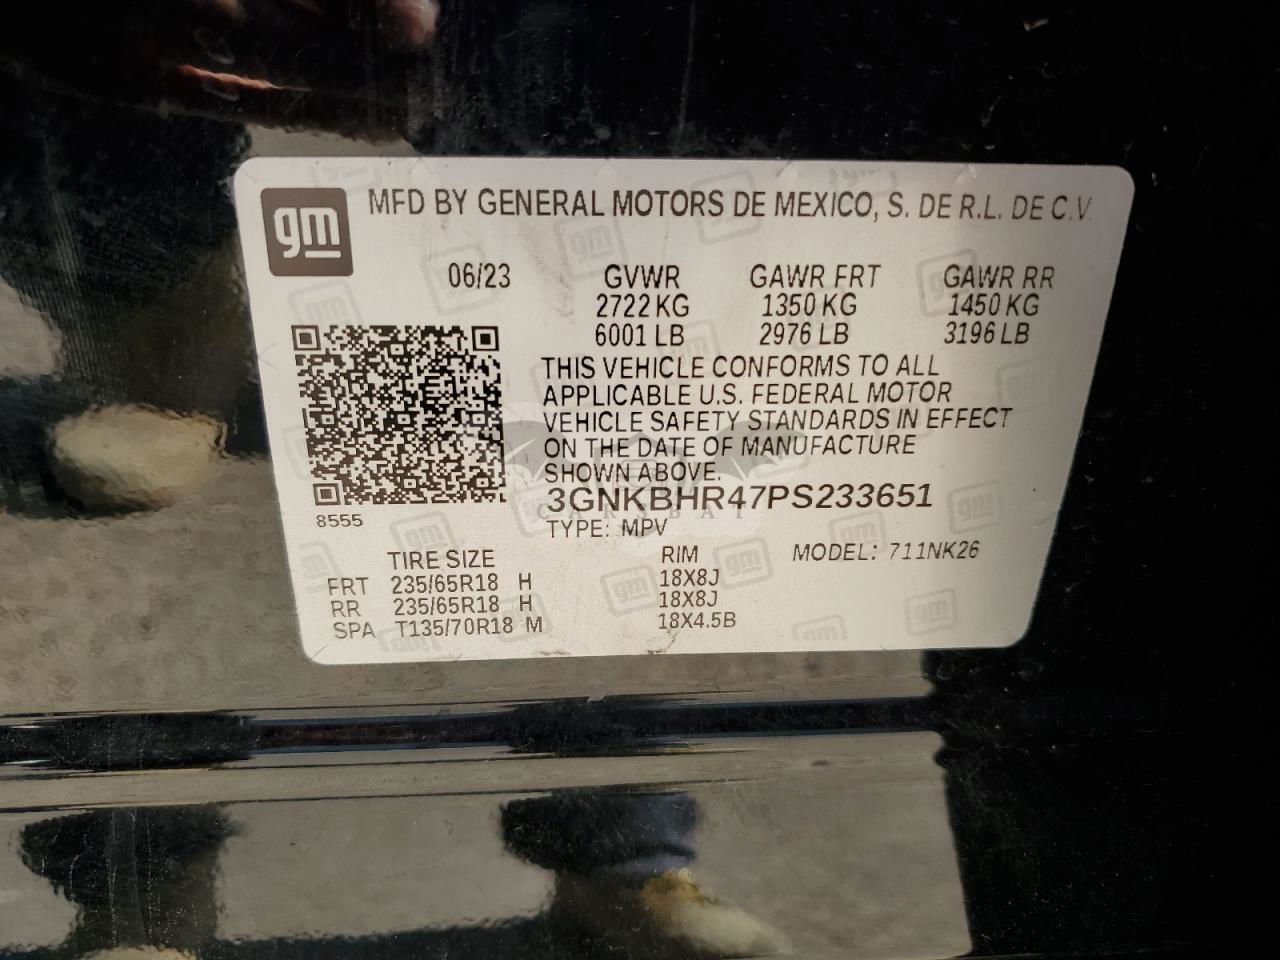 gm MFD BY GENERAL MOTORS DE MEXICO, S. DE R.L. DE C.V.
06/23 GVWR GAWR FRT GAWR RR
2722 KG 1350 KG 1450 KG
6001 LB 2976 LB 3196 LB
THIS VEHICLE CONFORMS TO ALL
APPLICABLE U.S. FEDERAL MOTOR
VEHICLE SAFETY STANDARDS IN EFFECT
ON THE DATE OF MANUFACTURE
SHOWN ABOVE.
3GNKBHR47PS233651
CARSBAT
8555
TYPE: MPV
TIRE SIZE RIM MODEL: 711NK26
FRT 235/65R18 H 18X8J
RR 235/65R18 H 18X8J
SPA T135/70R18 M 18X4.5B